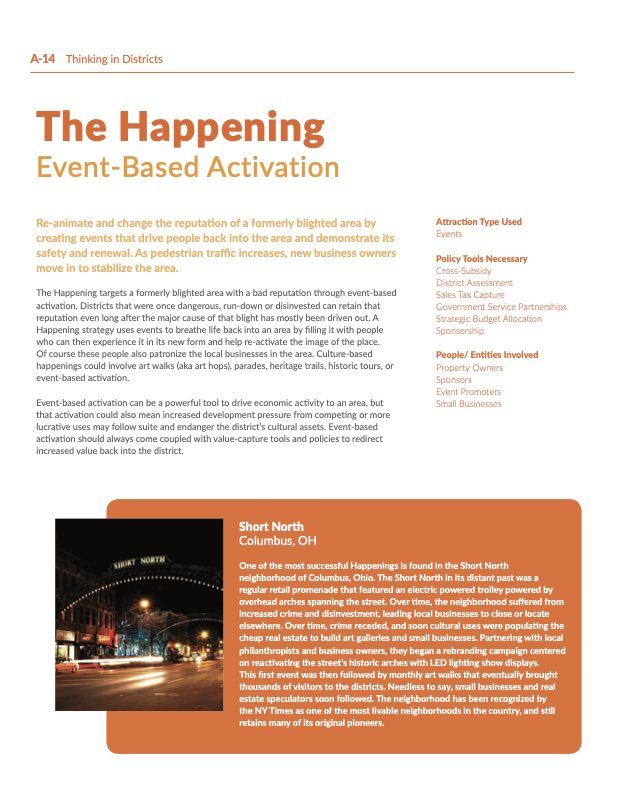 A-14 Thinking in Districts
The Happening
Event-Based Activation
Re-animate and change the reputation of a formerly blighted area by
creating events that drive people back into the area and demonstrate its
safety and renewal. As pedestrian traffic increases, new business owners
move in to stabilize the area.
The Happening targets a formerly blighted area with a bad reputation through event-based
activation. Districts that were once dangerous, run-down or disinvested can retain that
reputation even long after the major cause of that blight has mostly been driven out. A
Happening strategy uses events to breathe life back into an area by filling it with people
who can then experience it in its new form and help re-activate the image of the place.
Of course these people also patronize the local businesses in the area. Culture-based
happenings could involve art walks (aka art hops), parades, heritage trails, historic tours, or
event-based activation.
Event-based activation can be a powerful tool to drive economic activity to an area, but
that activation could also mean increased development pressure from competing or more
lucrative uses may follow suite and endanger the district's cultural assets. Event-based
activation should always come coupled with value-capture tools and policies to redirect
increased value back into the district.
Attraction Type Used
Events
Policy Tools Necessary
Cross-Subsidy
District Assessment
Sales Tax Capture
Government Service Partnerships
Strategic Budget Allocation
Sponsorship
People/ Entities Involved
Property Owners
Sponsors
Event Promoters
Small Businesses
SHORT NORTH
Short North
Columbus, OH
One of the most successful Happenings is found in the Short North
neighborhood of Columbus, Ohio. The Short North in its distant past was a
regular retail promenade that featured an electric powered trolley powered by
overhead arches spanning the street. Over time, the neighborhood suffered from
increased crime and disinvestment, leading local businesses to close or locate
elsewhere. Over time, crime receded, and soon cultural uses were populating the
cheap real estate to build art galleries and small businesses. Partnering with local
philanthropists and business owners, they began a rebranding campaign centered
on reactivating the street's historic arches with LED lighting show displays.
This first event was then followed by monthly art walks that eventually brought
thousands of visitors to the districts. Needless to say, small businesses and real
estate speculators soon followed. The neighborhood has been recognized by
the NY Times as one of the most livable neighborhoods in the country, and still
retains many of its original pioneers.